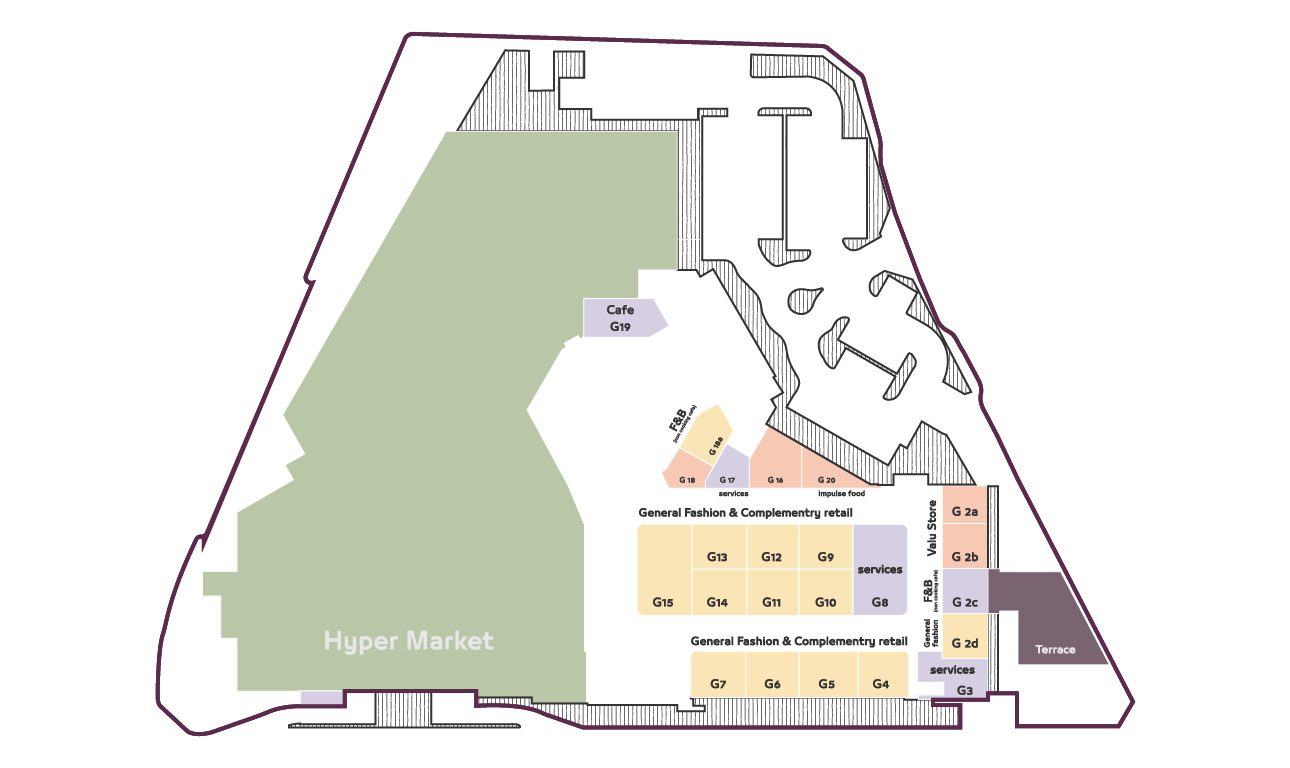 Cafe
G19
F&B
(non cooking cafe)
G 18a
G 18
G 17
G 16
G 20
services
impulse food
General Fashion & Complementry retail
G13
G12
G9
services
G15
G14
G11
G10
G8
Valu Store
G 2a
G 2b
F&B
(non cooking cafe)
G 2c
General
fashion
G 2d
Terrace
Hyper Market
General Fashion & Complementry retail
services
G7
G6
G5
G4
G3